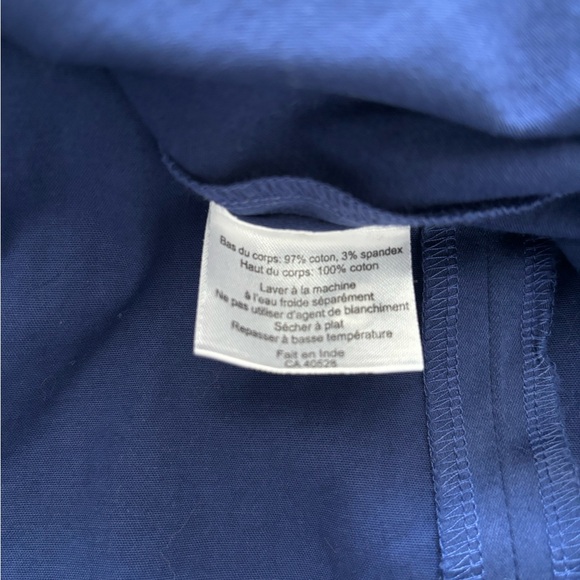 Bas du corps: 97% coton, 3% spandex
Haut du corps: 100% coton
Laver à la machine
à l'eau froide séparément
Ne pas utiliser d'agent de blanchiment
Sécher à plat
Repasser à basse température
Fait en Inde
CA 40528